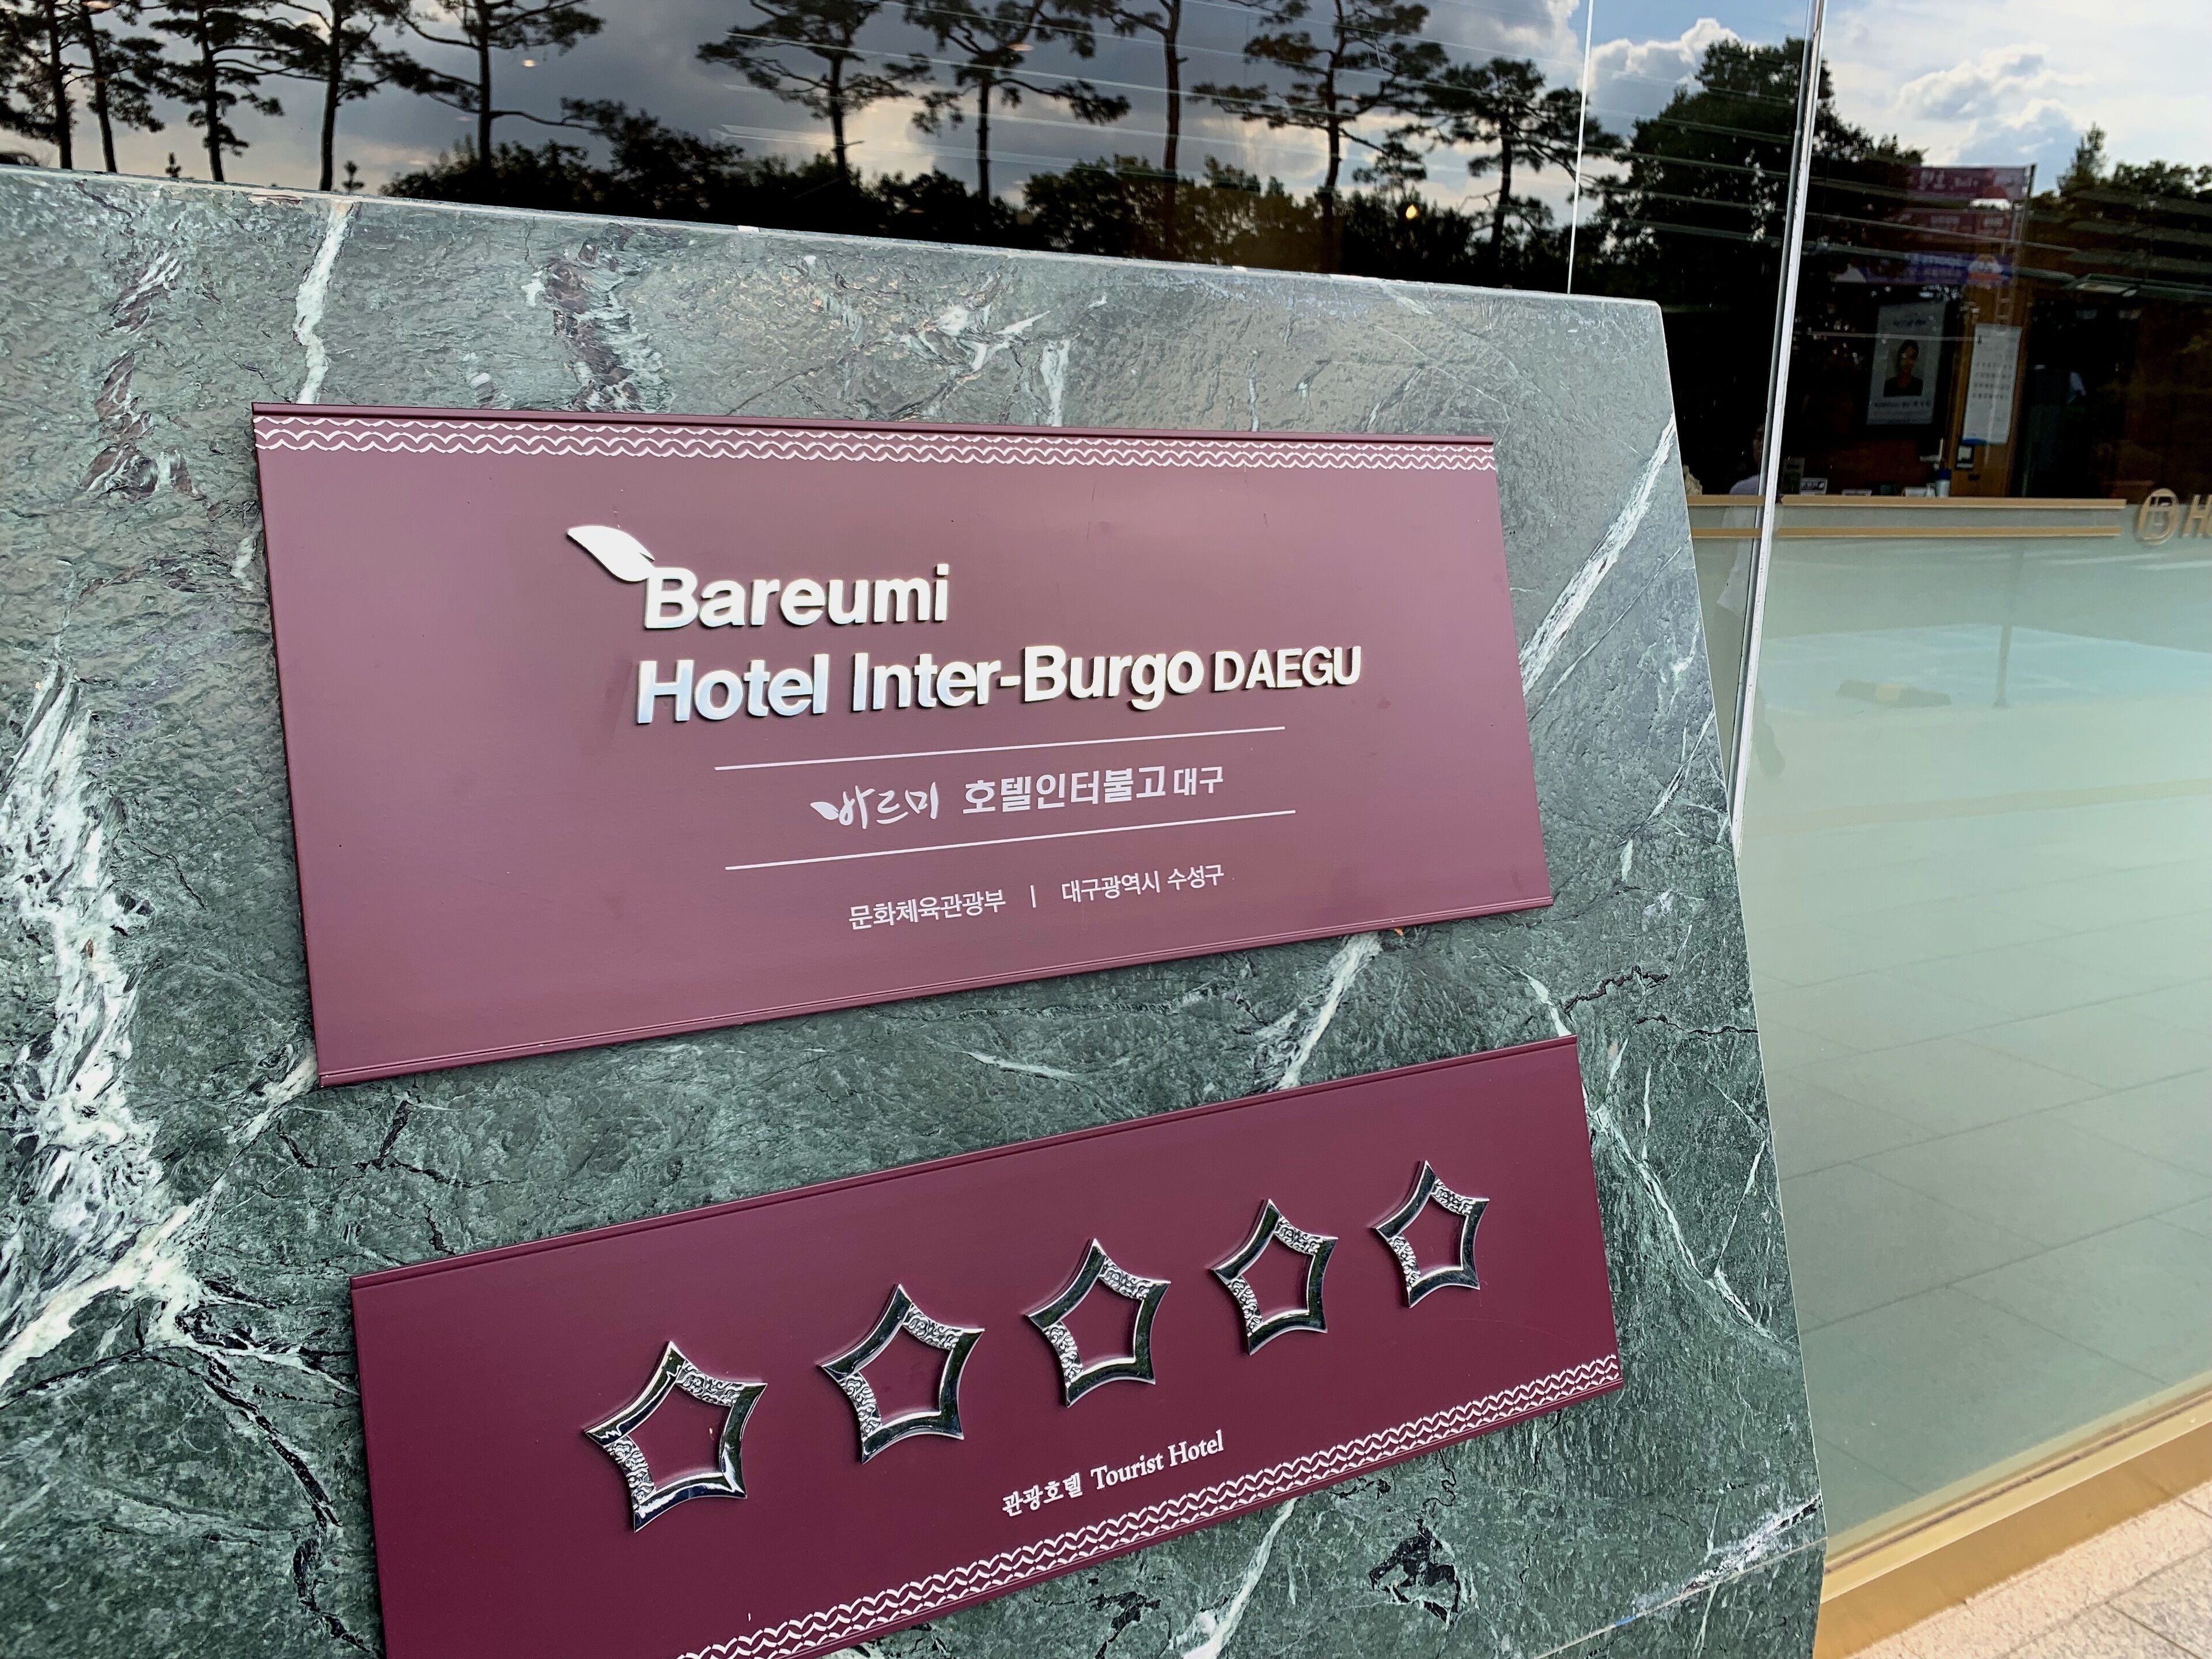 Bareumi
Hotel Inter-Burgo DAEGU
바르미 호텔인터불고대구
문화체육관광부 | 대구광역시 수성구
관광호텔 Tourist Hotel